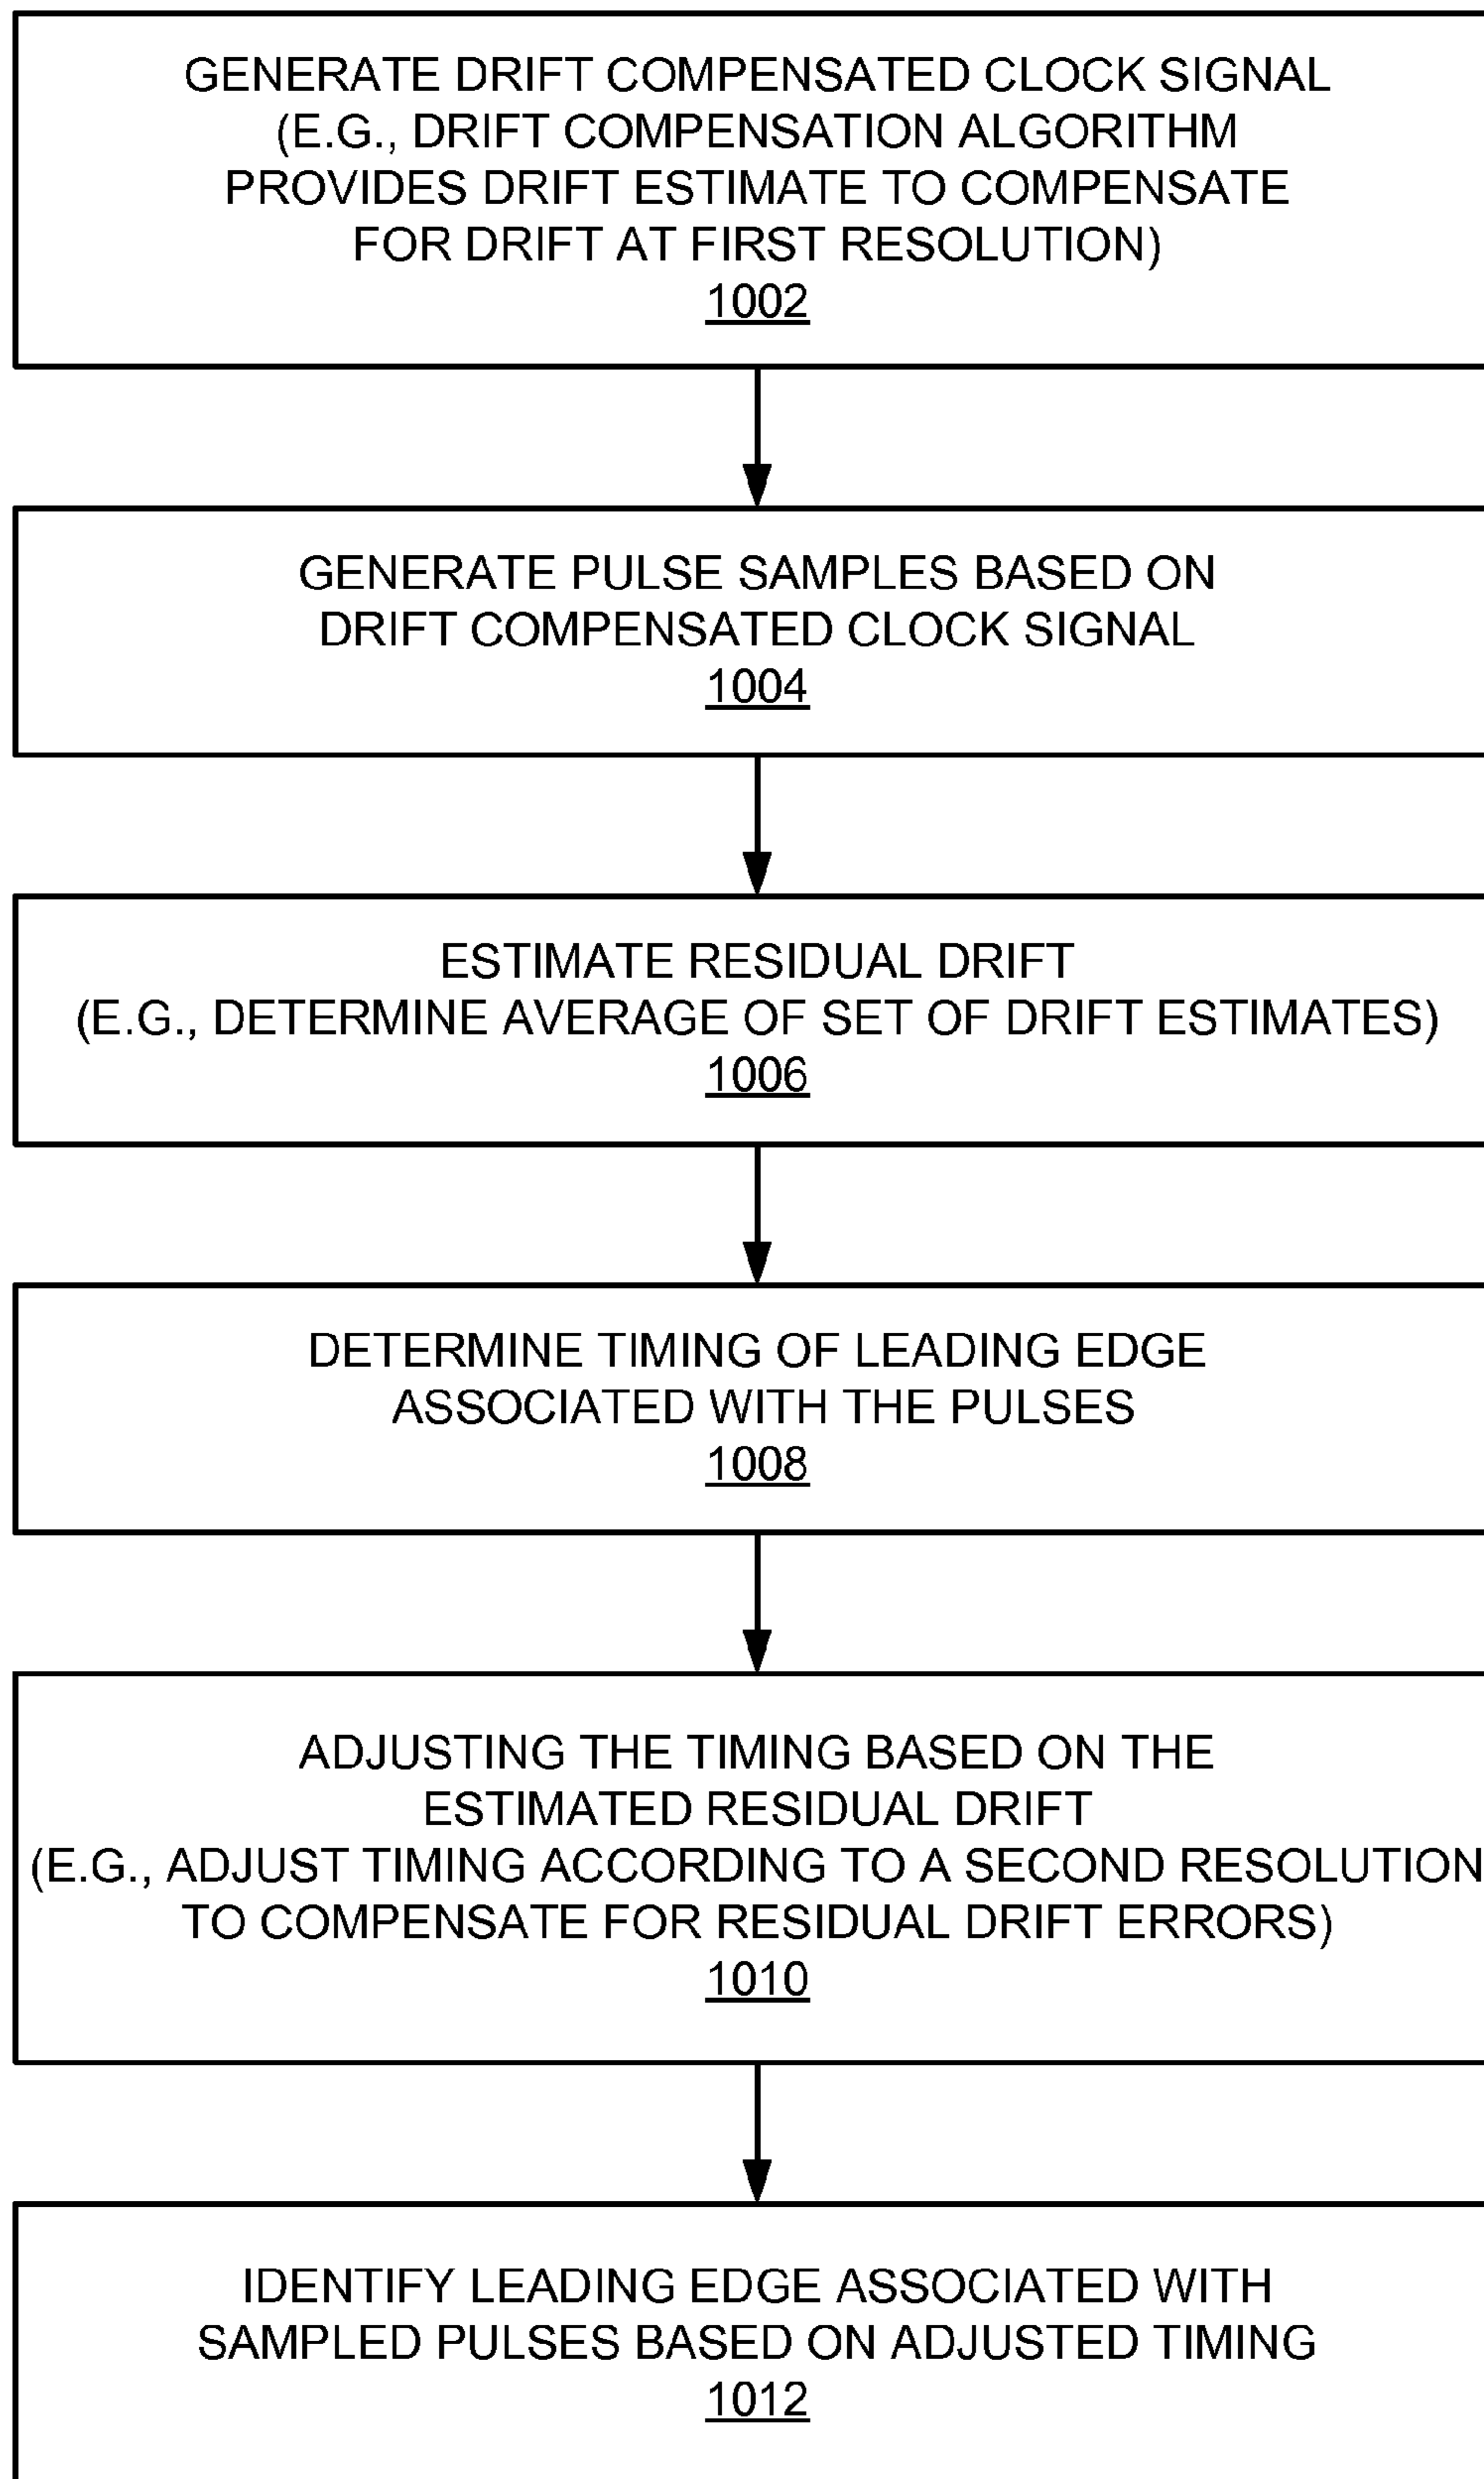 GENERATE DRIFT COMPENSATED CLOCK SIGNAL
(E.G., DRIFT COMPENSATION ALGORITHM
PROVIDES DRIFT ESTIMATE TO COMPENSATE
FOR DRIFT AT FIRST RESOLUTION)
1002
GENERATE PULSE SAMPLES BASED ON
DRIFT COMPENSATED CLOCK SIGNAL
1004
ESTIMATE RESIDUAL DRIFT
(E.G., DETERMINE AVERAGE OF SET OF DRIFT ESTIMATES)
1006
DETERMINE TIMING OF LEADING EDGE
ASSOCIATED WITH THE PULSES
1008
ADJUSTING THE TIMING BASED ON THE
ESTIMATED RESIDUAL DRIFT
(E.G., ADJUST TIMING ACCORDING TO A SECOND RESOLUTION
TO COMPENSATE FOR RESIDUAL DRIFT ERRORS)
1010
IDENTIFY LEADING EDGE ASSOCIATED WITH
SAMPLED PULSES BASED ON ADJUSTED TIMING
1012